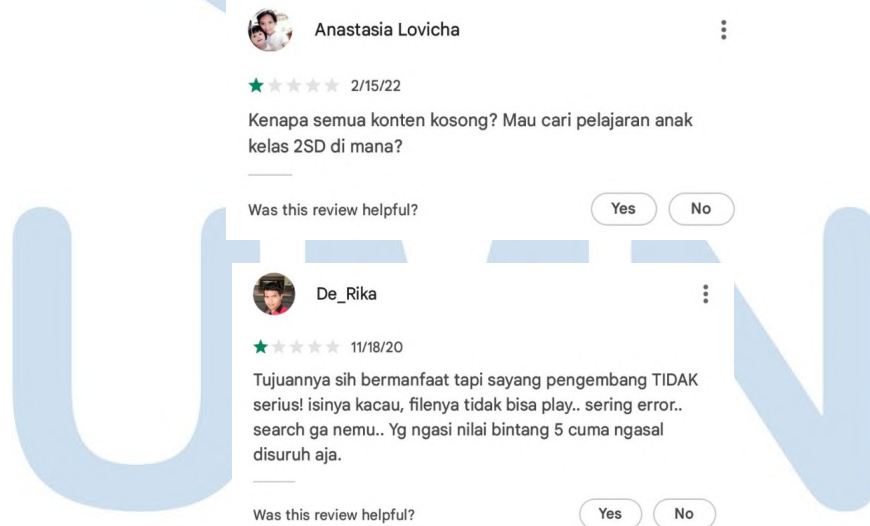 Anastasia Lovicha
2/15/22
Kenapa semua konten kosong? Mau cari pelajaran anak
kelas 2SD di mana?
Was this review helpful?
Yes
No
De_Rika
11/18/20
Tujuannya sih bermanfaat tapi sayang pengembang TIDAK
serius! isinya kacau, filenya tidak bisa play.. sering error..
search ga nemu.. Yg ngasi nilai bintang 5 cuma ngasal
disuruh aja.
Was this review helpful?
Yes
No
UMN